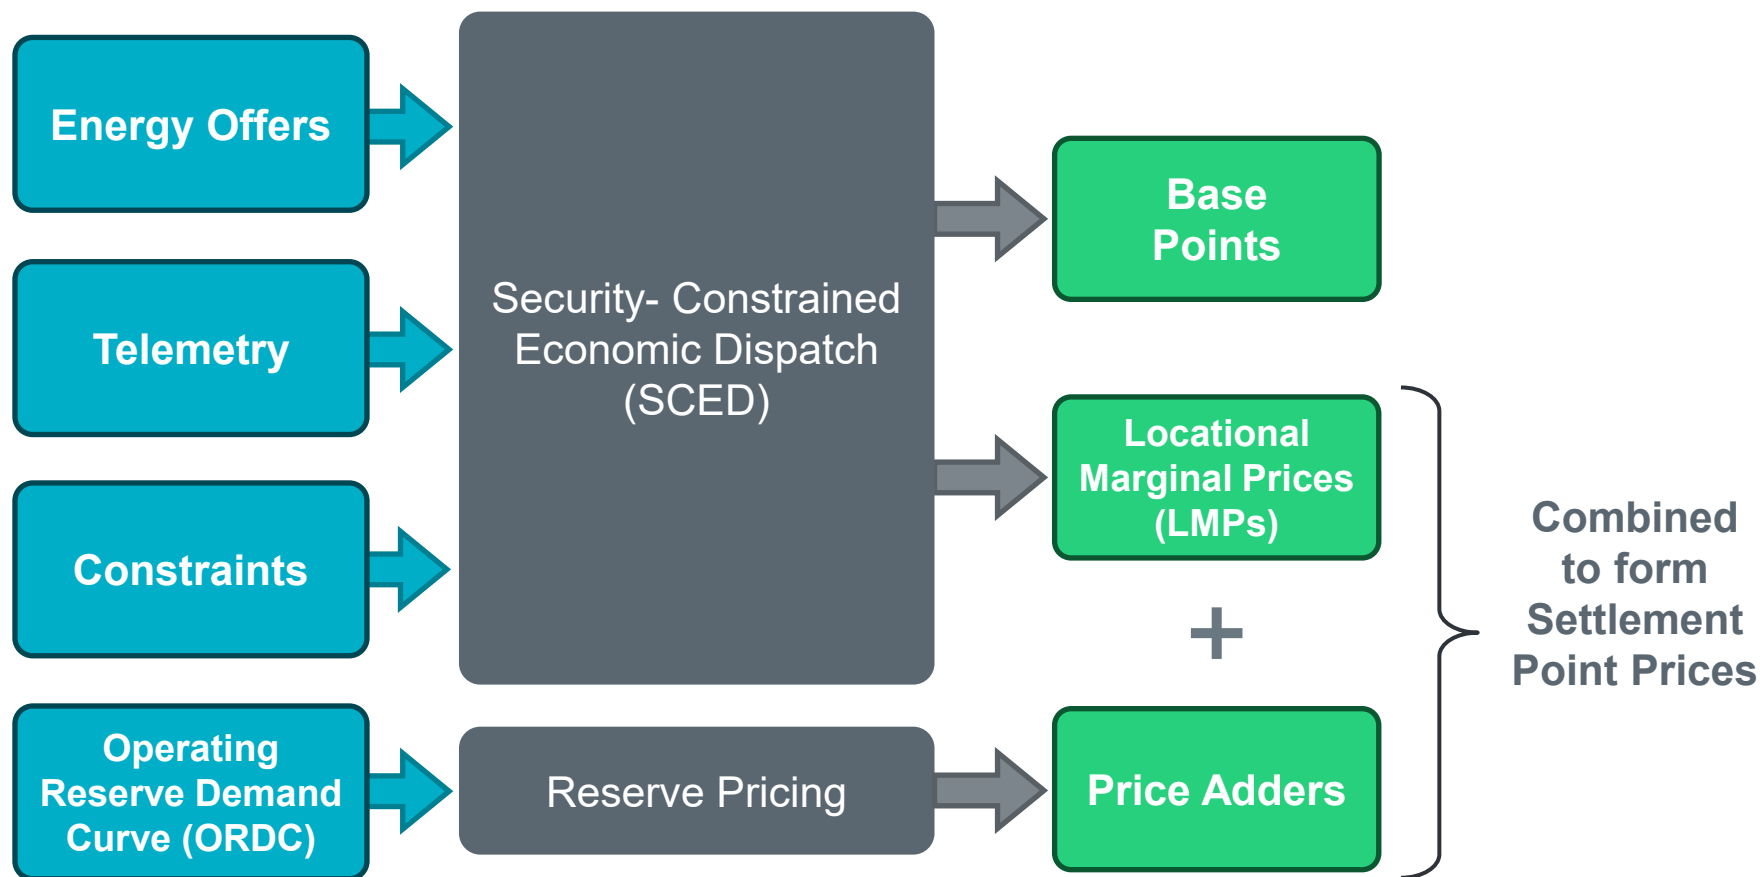 Energy Offers
Telemetry
Constraints
Operating
Reserve Demand
Curve (ORDC)
Security- Constrained
Economic Dispatch
(SCED)
Reserve Pricing
Base
Points
Locational
Marginal Prices
(LMPs)
+
Price Adders
Combined
to form
Settlement
Point Prices